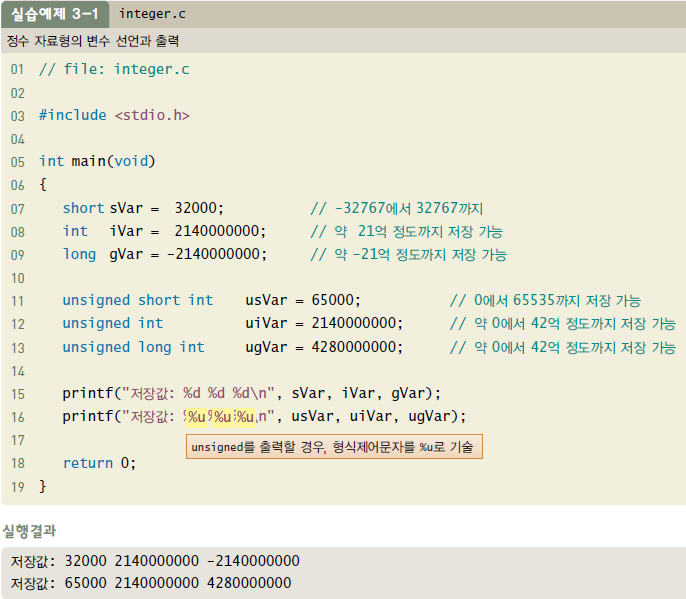 실습예제 3-1 integer.c
정수 자료형의 변수 선언과 출력
01 // file: integer.c
02
03 #include <stdio.h>
04
05 int main(void)
06 {
07 short sVar = 32000; // -32767에서 32767까지
08 int iVar = 2140000000; // 약 21억 정도까지 저장 가능
09 long gVar = -2140000000; // 약 -21억 정도까지 저장 가능
10
11 unsigned short int usVar = 65000; // 0에서 65535까지 저장 가능
12 unsigned int uiVar = 2140000000; // 약 0에서 42억 정도까지 저장 가능
13 unsigned long int ugVar = 4280000000; // 약 0에서 42억 정도까지 저장 가능
14
15 printf("저장값: %d %d %d\n", sVar, iVar, gVar);
16 printf("저장값: %u %u %u\n", usVar, uiVar, ugVar);
17
unsigned를 출력할 경우, 형식제어문자를 %u로 기술
18 return 0;
19 }
실행결과
저장값: 32000 2140000000 -2140000000
저장값: 65000 2140000000 4280000000